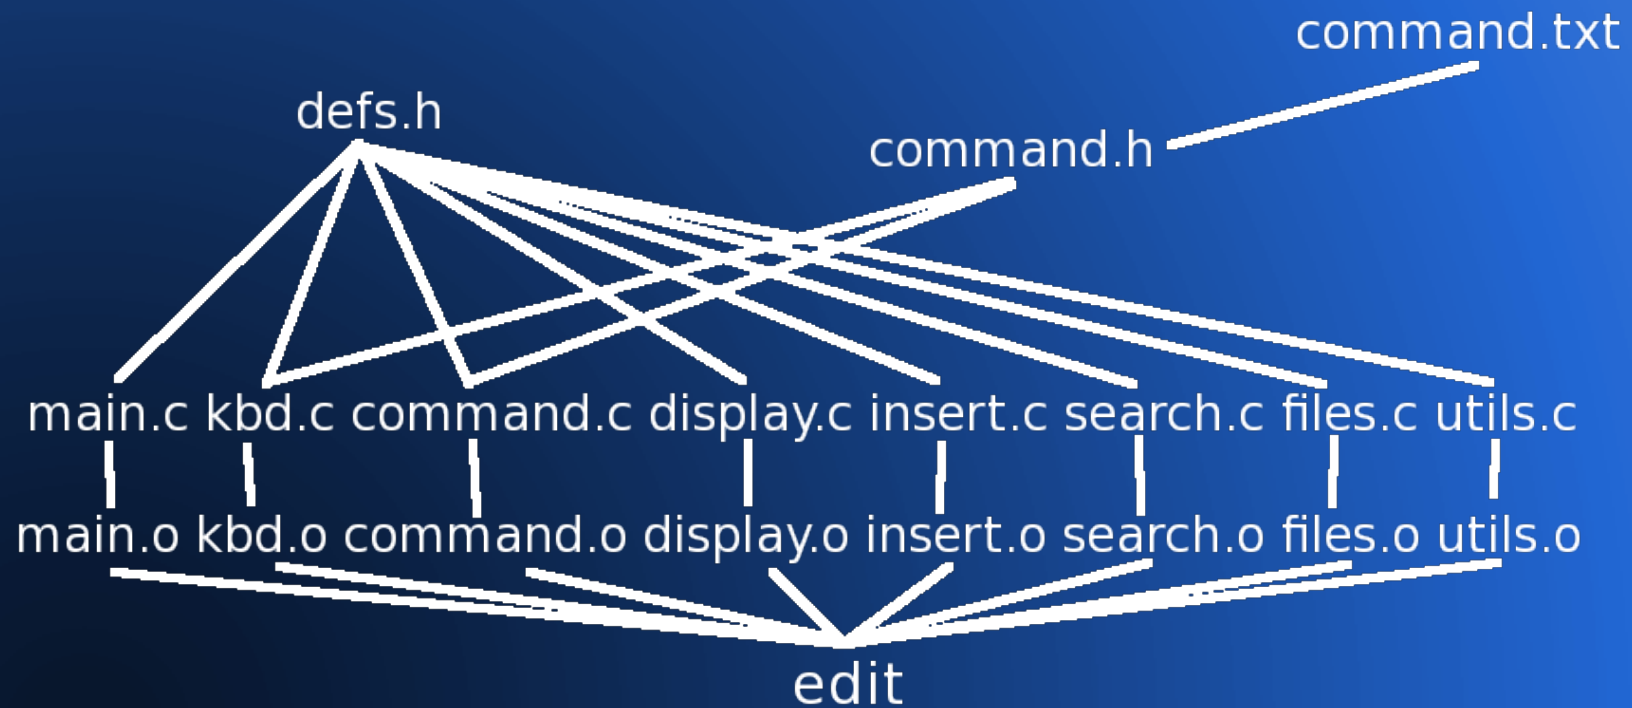 command.txt
defs.h
command.h
main.c kbd.c command.c display.c insert.c search.c files.c utils.c
main.o kbd.o command.o display.o insert.o search.o files.o utils.o
edit